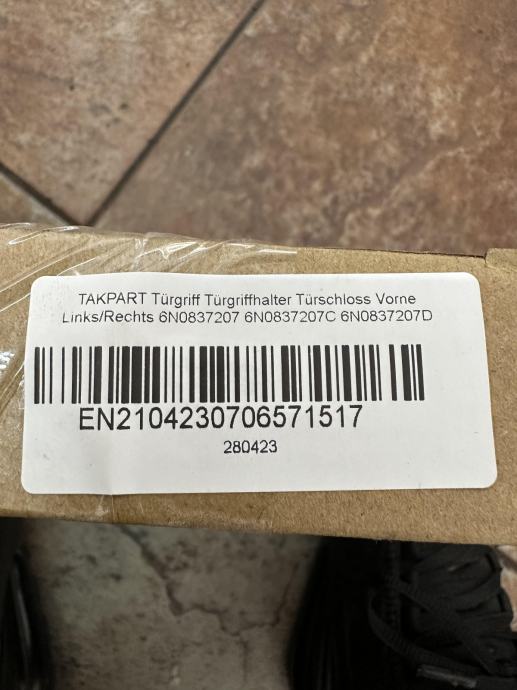 TAKPART Türgriff Türgriffhalter Türschloss Vorne
Links/Rechts 6N0837207 6N0837207C 6N0837207D
EN2104230706571517
280423